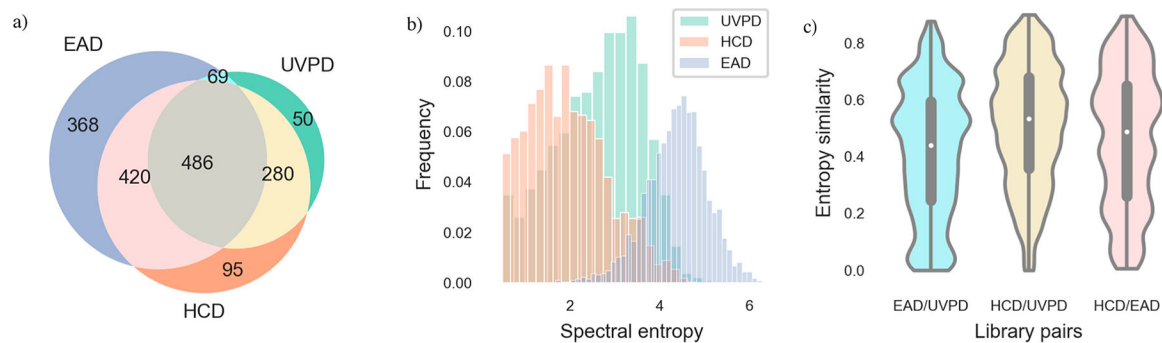 a)
EAD
UVPD
69
50
368
420
486
280
95
HCD
b)
UVPD
HCD
EAD
Frequency
0.10
0.08
0.06
0.04
0.02
0.00
2
4
6
Spectral entropy
c)
Entropy similarity
0.8
0.6
0.4
0.2
0.0
EAD/UVPD
HCD/UVPD
HCD/EAD
Library pairs